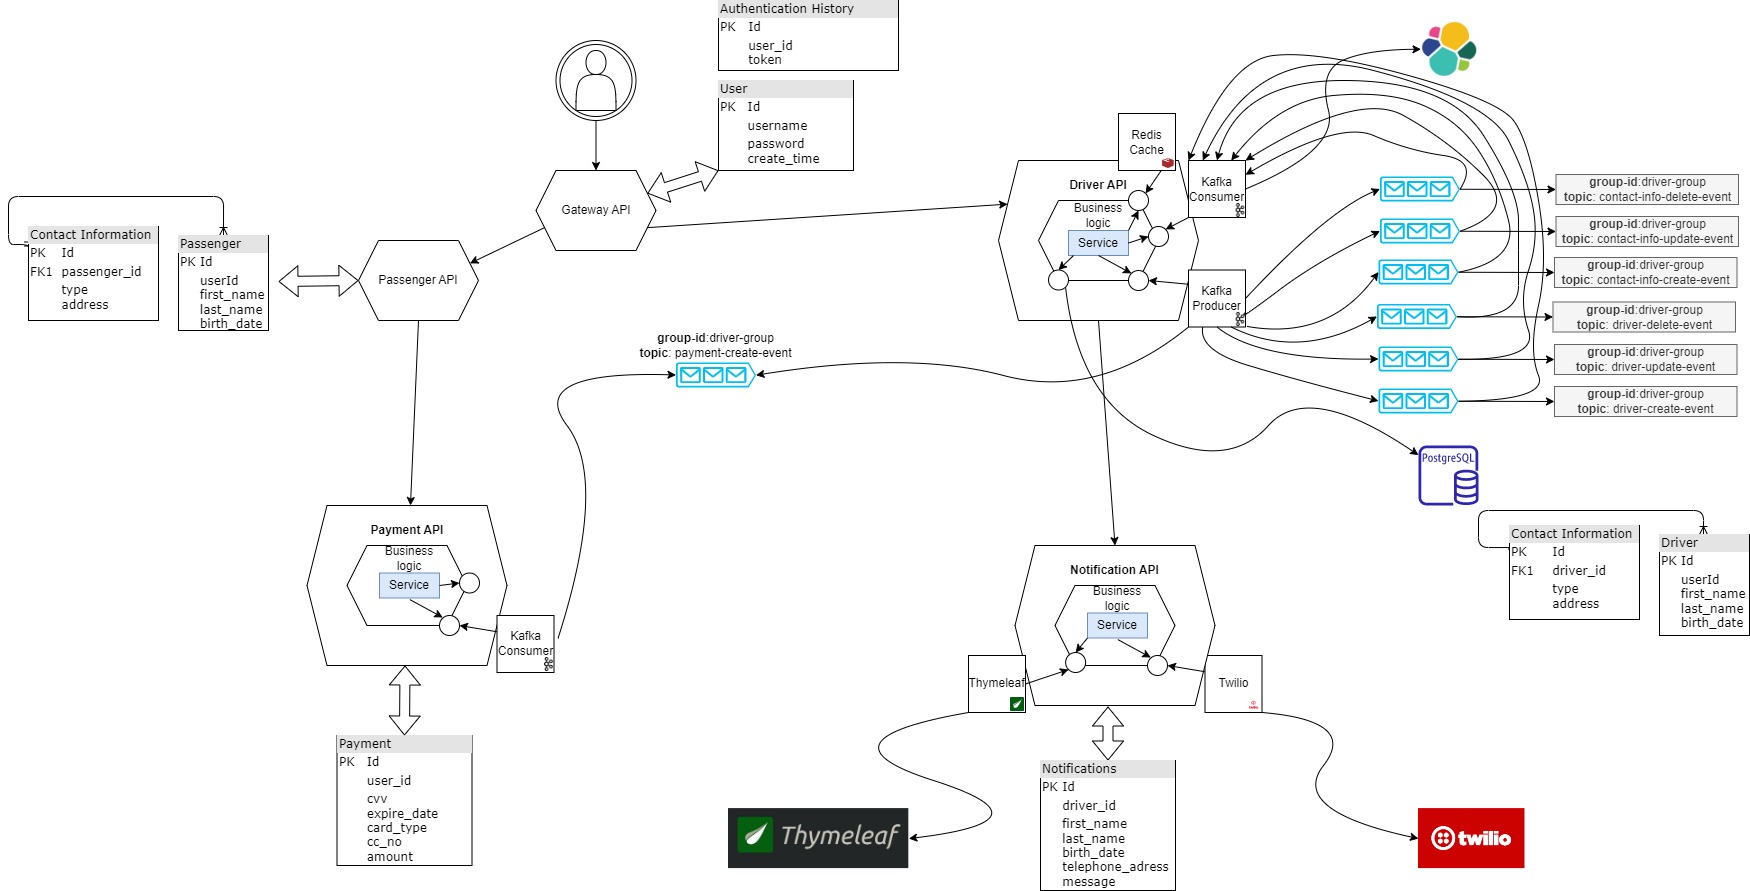 Authentication History
PK Id
user_id
token
User
PK Id
username
password
create_time
Gateway API
Contact Information
PK Id
FK1 passenger_id
type
address
Passenger
PK Id
userId
first_name
last_name
birth_date
Passenger API
Redis
Cache
Driver API
Business
logic
Service
Kafka
Consumer
Kafka
Producer
group-id:driver-group
topic: contact-info-delete-event
group-id:driver-group
topic: contact-info-update-event
group-id:driver-group
topic: contact-info-create-event
group-id:driver-group
topic: driver-delete-event
group-id:driver-group
topic: driver-update-event
group-id:driver-group
topic: driver-create-event
group-id:driver-group
topic: payment-create-event
PostgreSQL
Contact Information
PK Id
FK1 driver_id
type
address
Driver
PK Id
userId
first_name
last_name
birth_date
Payment API
Business
logic
Service
Kafka
Consumer
Payment
PK Id
user_id
cvv
expire_date
card_type
cc_no
amount
Notification API
Business
logic
Service
Thymeleaf
Twilio
twilio
Notifications
PK Id
driver_id
first_name
last_name
birth_date
telephone_adress
message
Thymeleaf
twilio